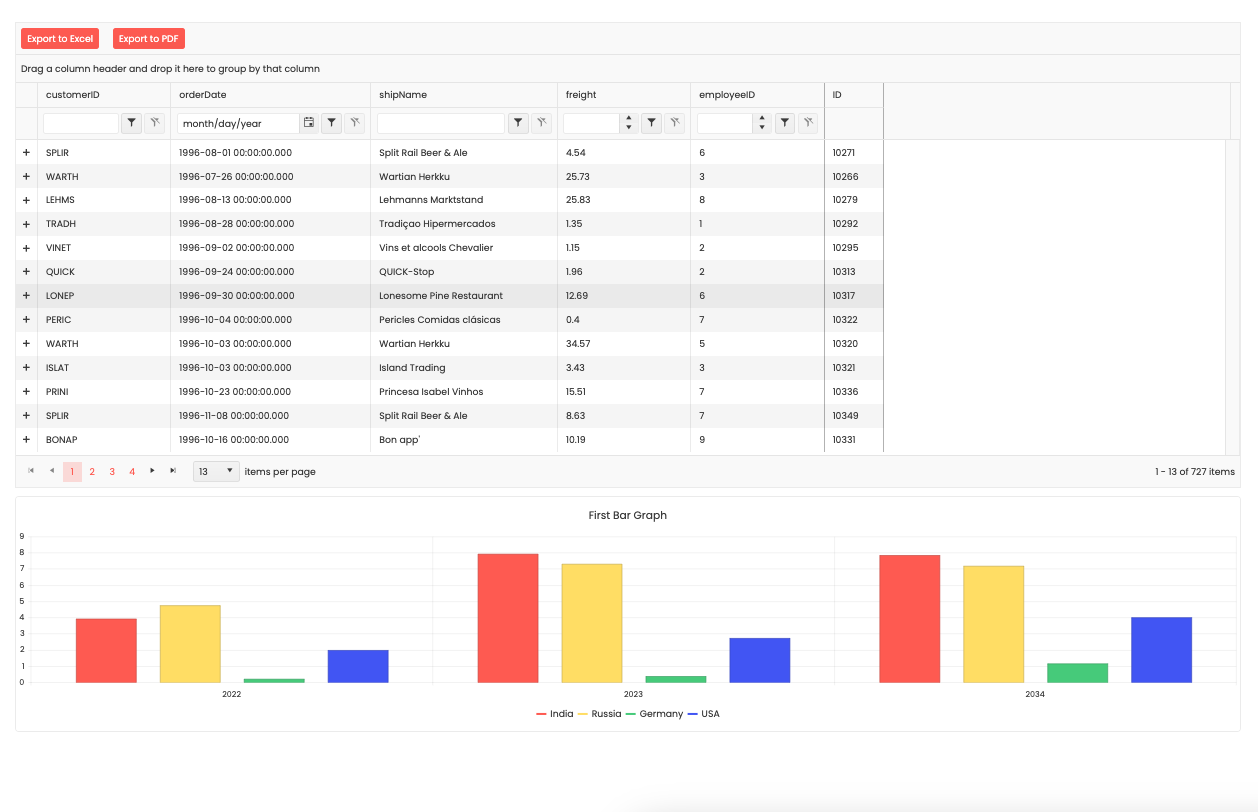 Export to Excel Export to PDF
Drag a column header and drop it here to group by that column
customerID orderDate shipName freight employeeID ID
month/day/year
+ SPLIR 1996-08-01 00:00:00.000 Split Rail Beer & Ale 4.54 6 10271
+ WARTH 1996-07-26 00:00:00.000 Wartian Herkku 25.73 3 10266
+ LEHMS 1996-08-13 00:00:00.000 Lehmanns Marktstand 25.83 8 10279
+ TRADH 1996-08-28 00:00:00.000 Tradiçao Hipermercados 1.35 1 10292
+ VINET 1996-09-02 00:00:00.000 Vins et alcools Chevalier 1.15 2 10295
+ QUICK 1996-09-24 00:00:00.000 QUICK-Stop 1.96 2 10313
+ LONEP 1996-09-30 00:00:00.000 Lonesome Pine Restaurant 12.69 6 10317
+ PERIC 1996-10-04 00:00:00.000 Pericles Comidas clásicas 0.4 7 10322
+ WARTH 1996-10-03 00:00:00.000 Wartian Herkku 34.57 5 10320
+ ISLAT 1996-10-03 00:00:00.000 Island Trading 3.43 3 10321
+ PRINI 1996-10-23 00:00:00.000 Princesa Isabel Vinhos 15.51 7 10336
+ SPLIR 1996-11-08 00:00:00.000 Split Rail Beer & Ale 8.63 7 10349
+ BONAP 1996-10-16 00:00:00.000 Bon app' 10.19 9 10331
1 2 3 4 13 items per page 1 - 13 of 727 items
First Bar Graph
9
8
7
6
5
4
3
2
1
0
2022 2023 2034
India Russia Germany USA